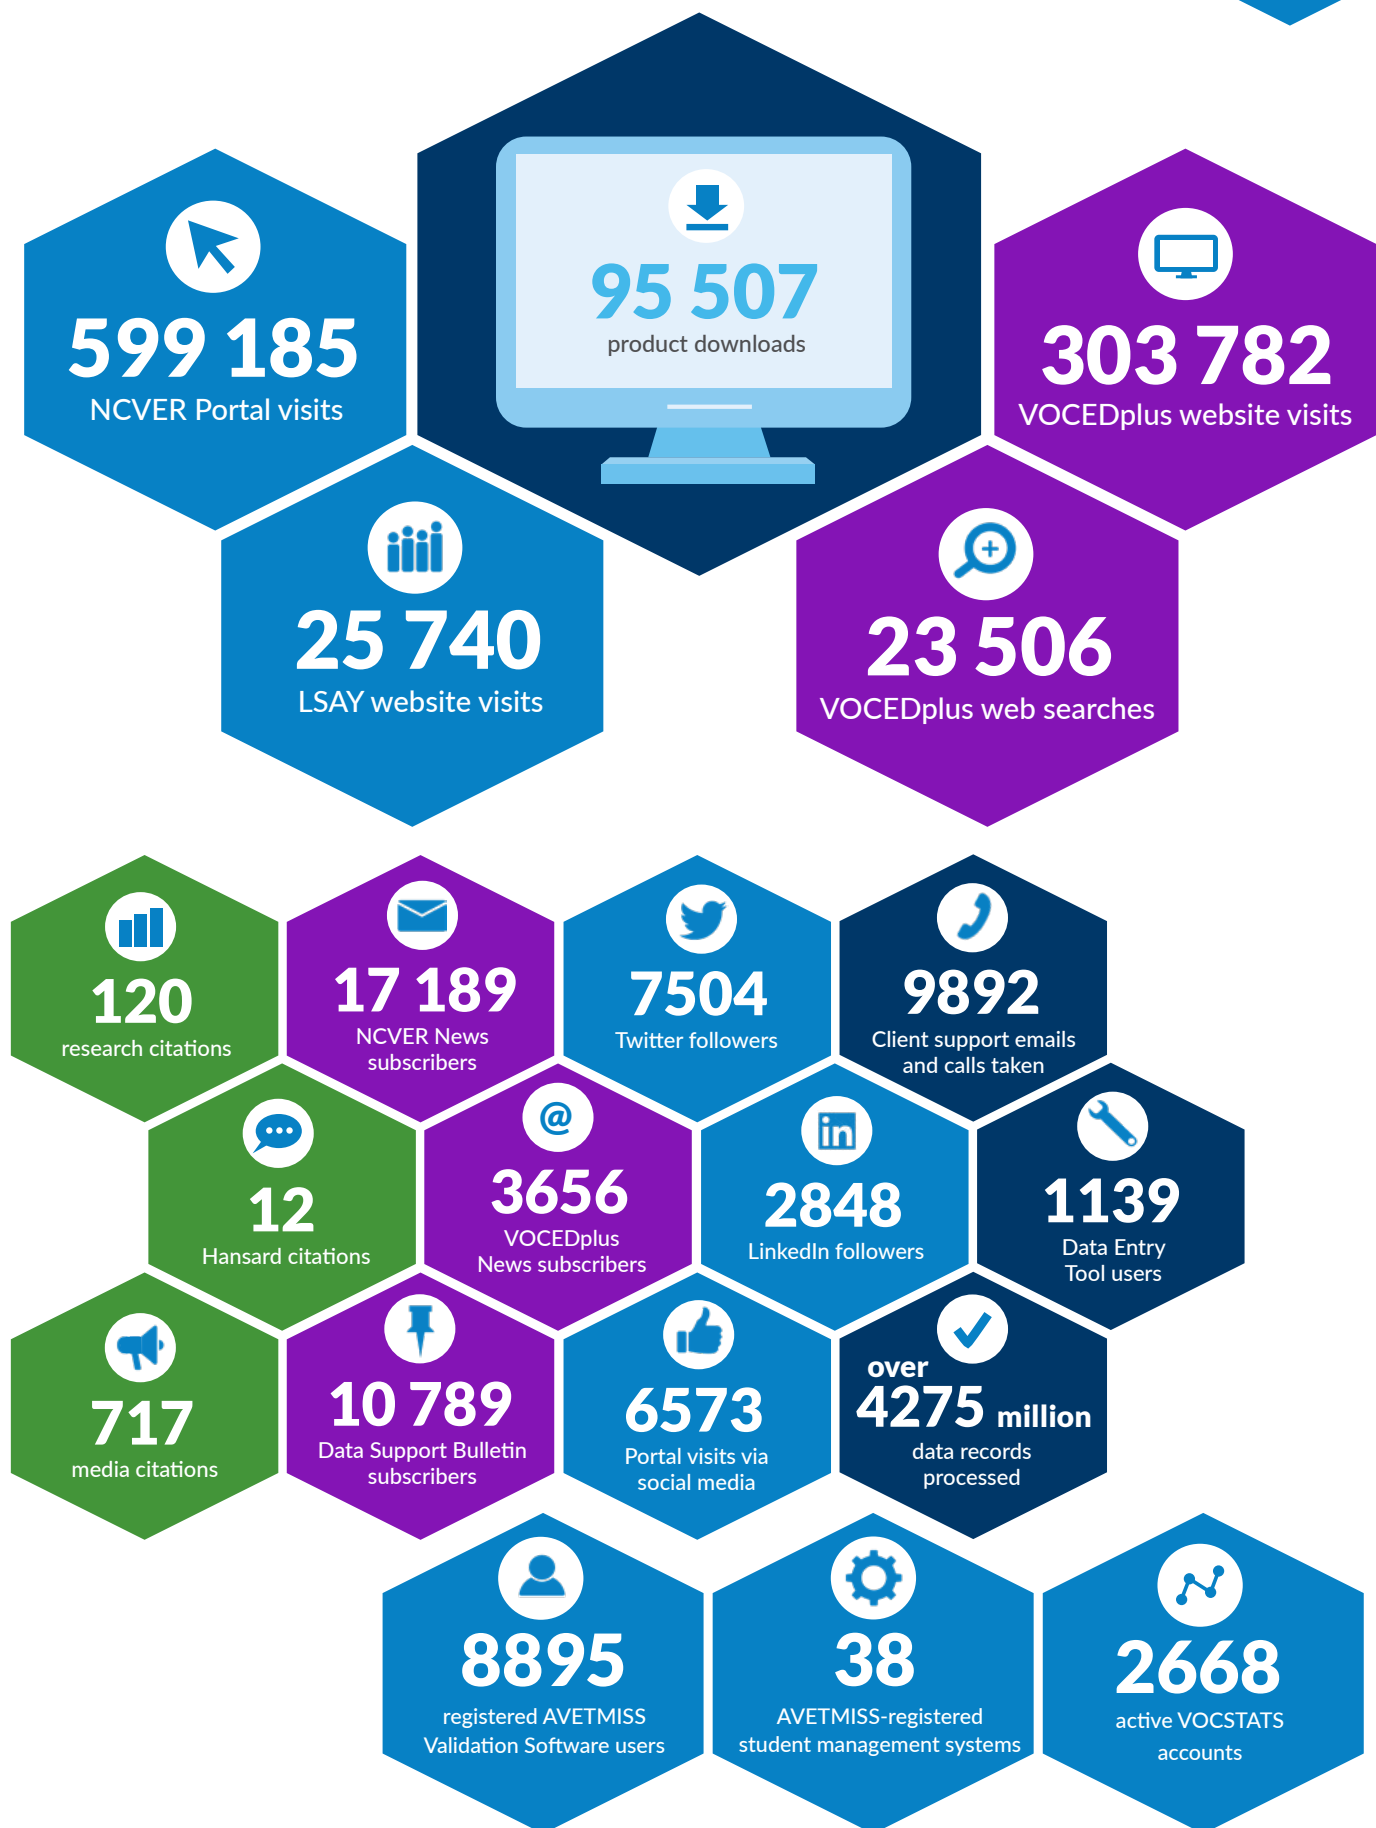 95 507
product downloads
599 185
NCVER Portal visits
303 782
VOCEDplus website visits
25 740
LSAY website visits
23 506
VOCEDplus web searches
120
research citations
17 189
NCVER News
subscribers
7504
Twitter followers
9892
Client support emails
and calls taken
12
Hansard citations
@
3656
VOCEDplus
News subscribers
in
2848
LinkedIn followers
1139
Data Entry
Tool users
717
media citations
10 789
Data Support Bulletin
subscribers
6573
Portal visits via
social media
over
4275 million
data records
processed
8895
registered AVETMISS
Validation Software users
38
AVETMISS-registered
student management systems
2668
active VOCSTATS
accounts